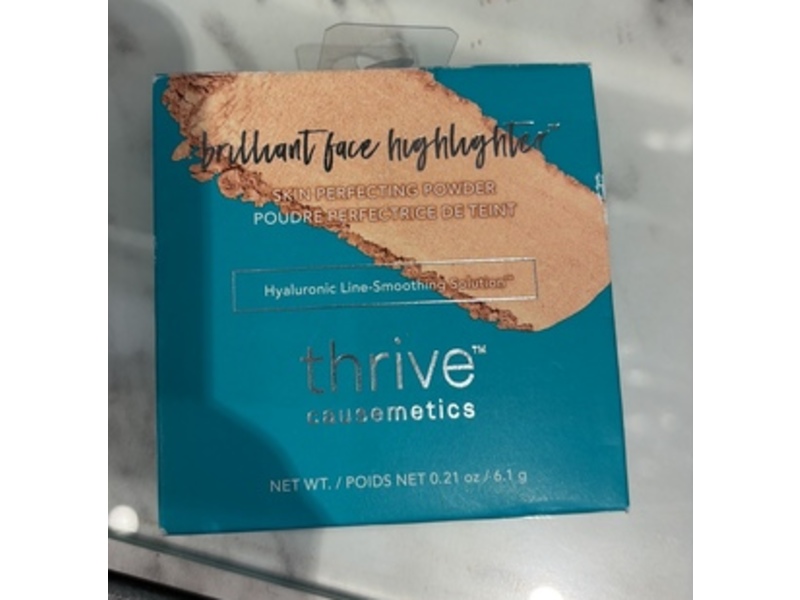 brilliant face highlighter™
SKIN PERFECTING POWDER
POUDRE PERFECTRICE DE TEINT
Hyaluronic Line-Smoothing Solution™
thrive™
causemetics
NET WT. / POIDS NET 0.21 oz / 6.1 g